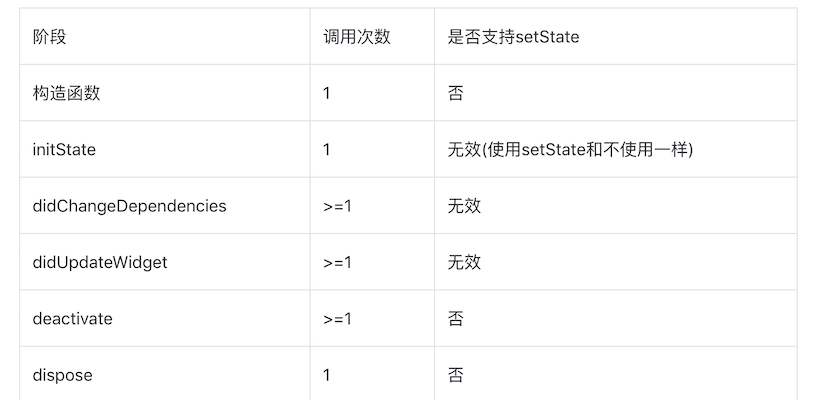 阶段 调用次数 是否支持setState
构造函数 1 否
initState 1 无效(使用setState和不使用一样)
didChangeDependencies >=1 无效
didUpdateWidget >=1 无效
deactivate >=1 否
dispose 1 否